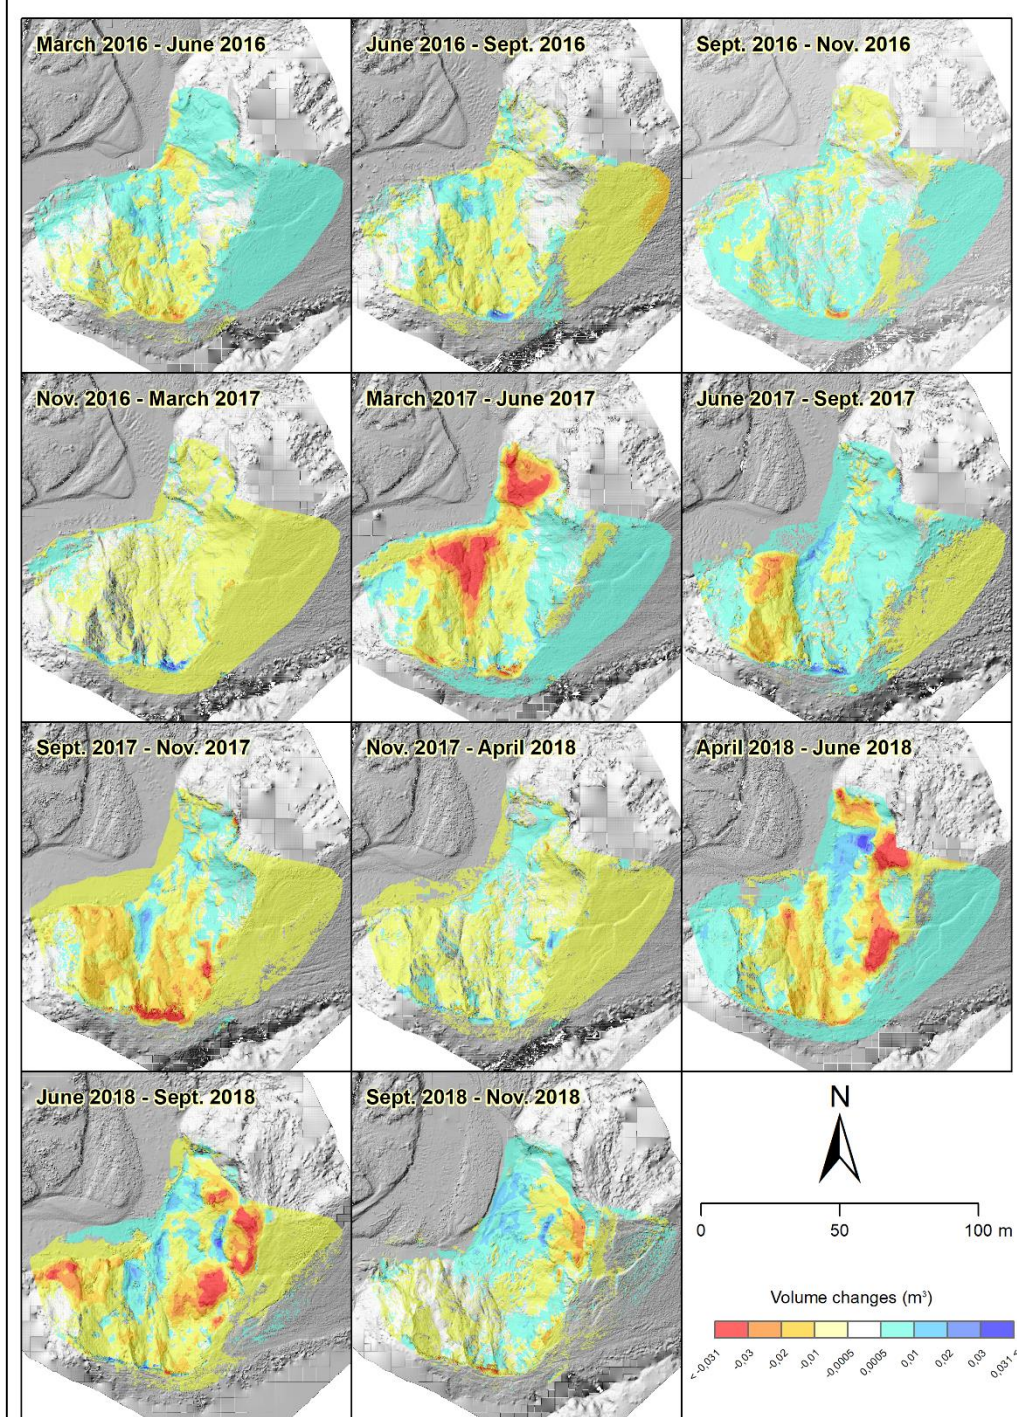 March 2016 - June 2016
June 2016 - Sept. 2016
Sept. 2016 - Nov. 2016
Nov. 2016 - March 2017
March 2017 - June 2017
June 2017 - Sept. 2017
Sept. 2017 - Nov. 2017
Nov. 2017 - April 2018
April 2018 - June 2018
June 2018 - Sept. 2018
Sept. 2018 - Nov. 2018
N
0 50 100 m
Volume changes (m³)
< -0,031 -0,03 -0,02 -0,01 -0,0005 0,0005 0,01 0,02 0,03 0,031 <